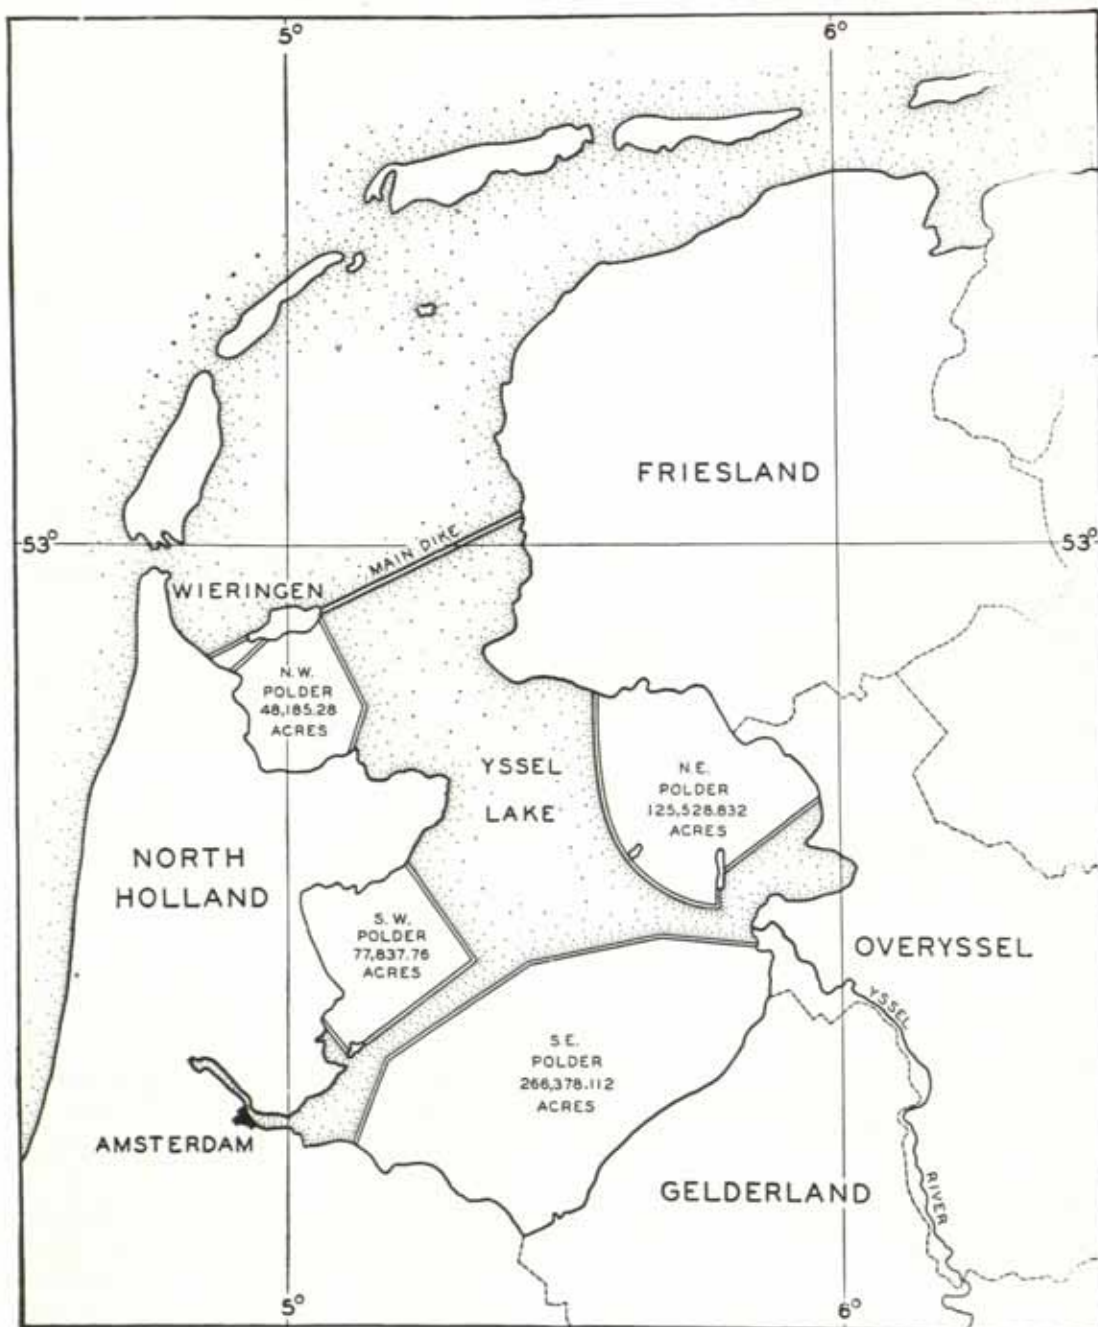 5°
6°
FRIESLAND
53°
53°
MAIN DIKE
WIERINGEN
N.W.
POLDER
48,185.28
ACRES
YSSEL
LAKE
N.E.
POLDER
125,528.832
ACRES
NORTH
HOLLAND
S.W.
POLDER
77,837.76
ACRES
OVERYSSEL
YSSEL
S.E.
POLDER
266,378.112
ACRES
AMSTERDAM
GELDERLAND
RIVER
5°
6°